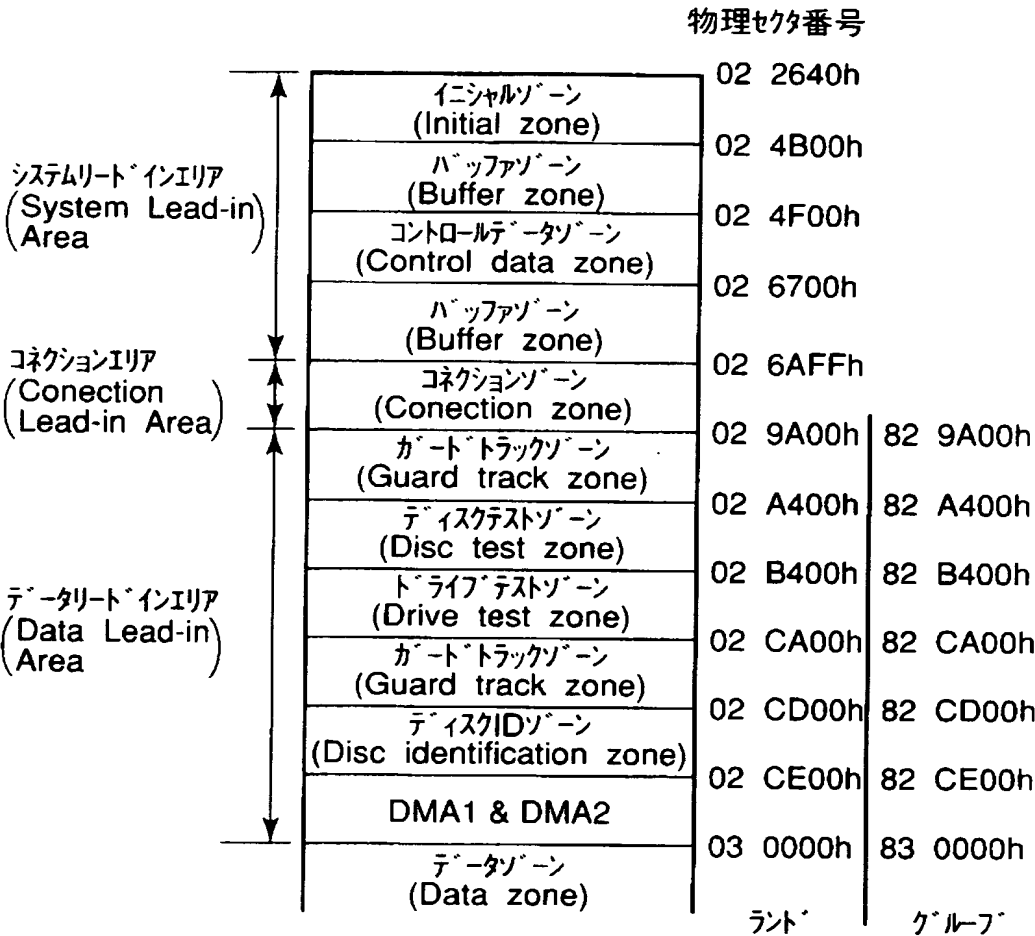 物理ｾｸﾀ番号
02 2640h
ｲﾆｼｬﾙｿﾞｰﾝ
(Initial zone)
02 4B00h
ﾊﾞｯﾌｧｿﾞｰﾝ
(Buffer zone)
02 4F00h
ｼｽﾃﾑﾘｰﾄﾞｲﾝｴﾘｱ
(System Lead-in
Area)
ｺﾝﾄﾛｰﾙﾃﾞｰﾀｿﾞｰﾝ
(Control data zone)
02 6700h
ﾊﾞｯﾌｧｿﾞｰﾝ
(Buffer zone)
02 6AFFh
ｺﾈｸｼｮﾝｴﾘｱ
(Conection
Lead-in Area)
ｺﾈｸｼｮﾝｿﾞｰﾝ
(Conection zone)
02 9A00h 82 9A00h
ｶﾞｰﾄﾞﾄﾗｯｸｿﾞｰﾝ
(Guard track zone)
02 A400h 82 A400h
ﾃﾞｨｽｸﾃｽﾄｿﾞｰﾝ
(Disc test zone)
02 B400h 82 B400h
ﾃﾞｰﾀﾘｰﾄﾞｲﾝｴﾘｱ
(Data Lead-in
Area)
ﾄﾞﾗｲﾌﾞﾃｽﾄｿﾞｰﾝ
(Drive test zone)
02 CA00h 82 CA00h
ｶﾞｰﾄﾞﾄﾗｯｸｿﾞｰﾝ
(Guard track zone)
02 CD00h 82 CD00h
ﾃﾞｨｽｸIDｿﾞｰﾝ
(Disc identification zone)
02 CE00h 82 CE00h
DMA1 & DMA2
03 0000h 83 0000h
ﾃﾞｰﾀｿﾞｰﾝ
(Data zone)
ﾗﾝﾄﾞ ｸﾞﾙｰﾌﾞ